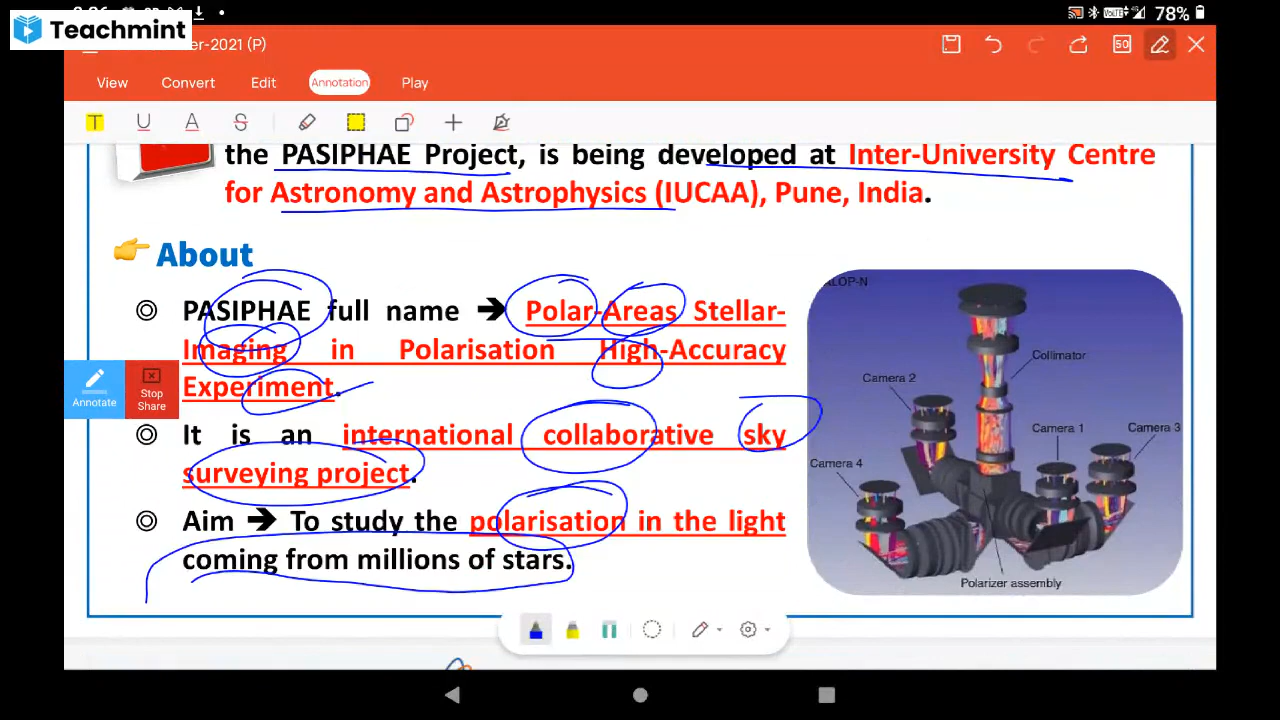 Teachmint
78%
er-2021 (P)
50
View Convert Edit Annotation Play
T U A S
the PASIPHAE Project, is being developed at Inter-University Centre
for Astronomy and Astrophysics (IUCAA), Pune, India.
About
PASIPHAE full name ➔ Polar-Areas Stellar-
Imaging in Polarisation High-Accuracy
Experiment.
It is an international collaborative sky
surveying project.
Aim ➔ To study the polarisation in the light
coming from millions of stars.
Annotate
Stop
Share
ALOP-N
Collimator
Camera 2
Camera 1
Camera 3
Camera 4
Polarizer assembly